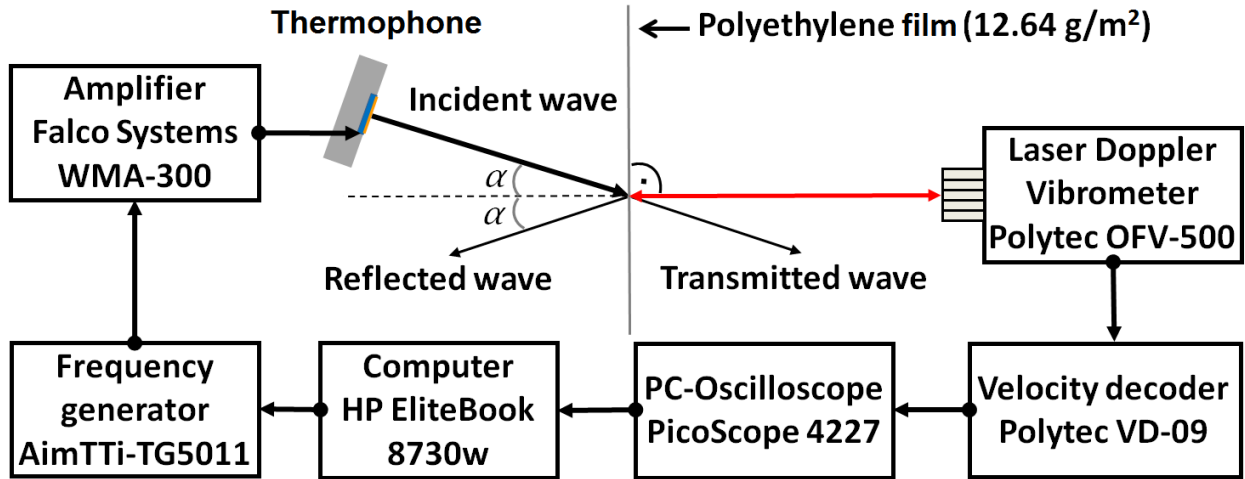 Thermophone
Polyethylene film (12.64 g/m²)
Amplifier
Falco Systems
WMA-300
Incident wave
α
α
Reflected wave
Transmitted wave
Laser Doppler
Vibrometer
Polytec OFV-500
Frequency
generator
AimTTi-TG5011
Computer
HP EliteBook
8730w
PC-Oscilloscope
PicoScope 4227
Velocity decoder
Polytec VD-09